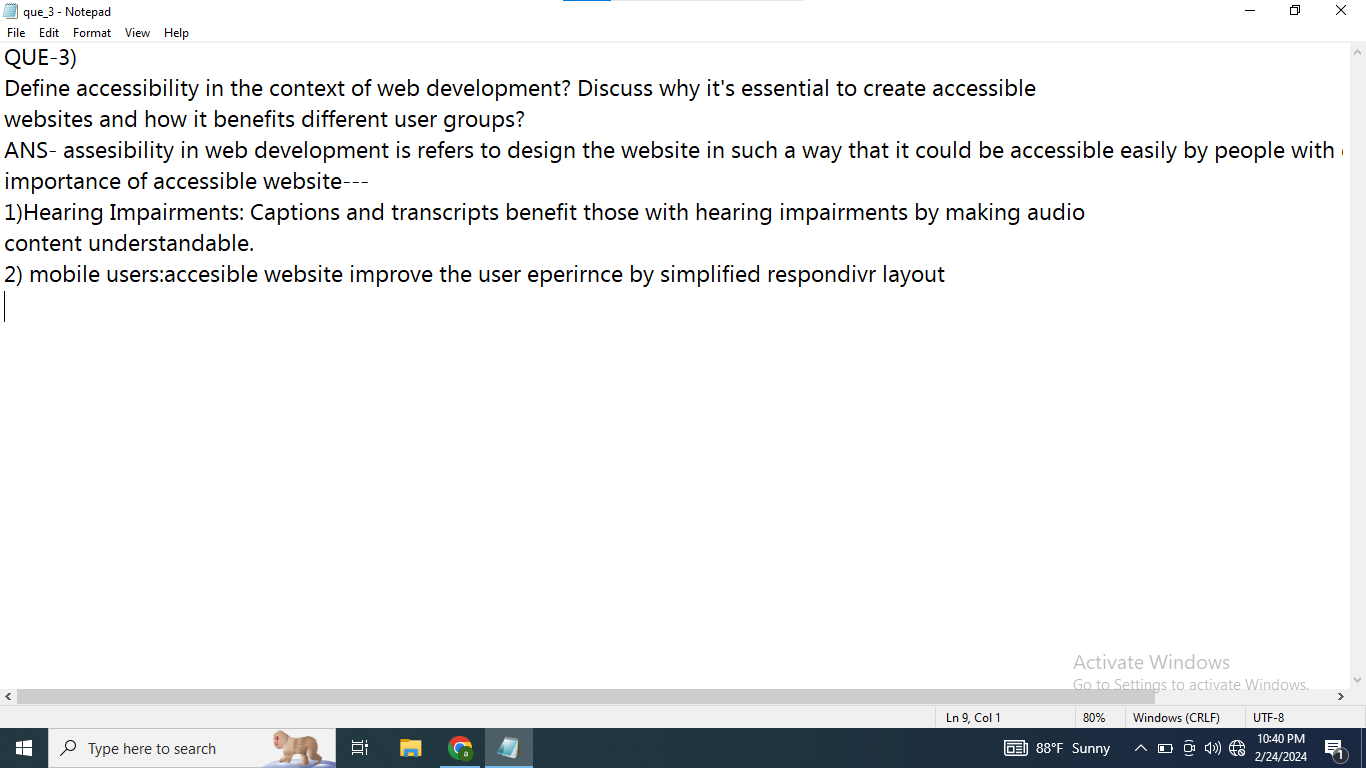 que_3 - Notepad
File Edit Format View Help
QUE-3)
Define accessibility in the context of web development? Discuss why it's essential to create accessible
websites and how it benefits different user groups?
ANS- assesibility in web development is refers to design the website in such a way that it could be accessible easily by people with
importance of accessible website---
1)Hearing Impairments: Captions and transcripts benefit those with hearing impairments by making audio
content understandable.
2) mobile users:accesible website improve the user eperirnce by simplified respondivr layout
Activate Windows
Go to Settings to activate Windows.
Ln 9, Col 1 80% Windows (CRLF) UTF-8
Type here to search a 88°F Sunny 10:40 PM
2/24/2024 1